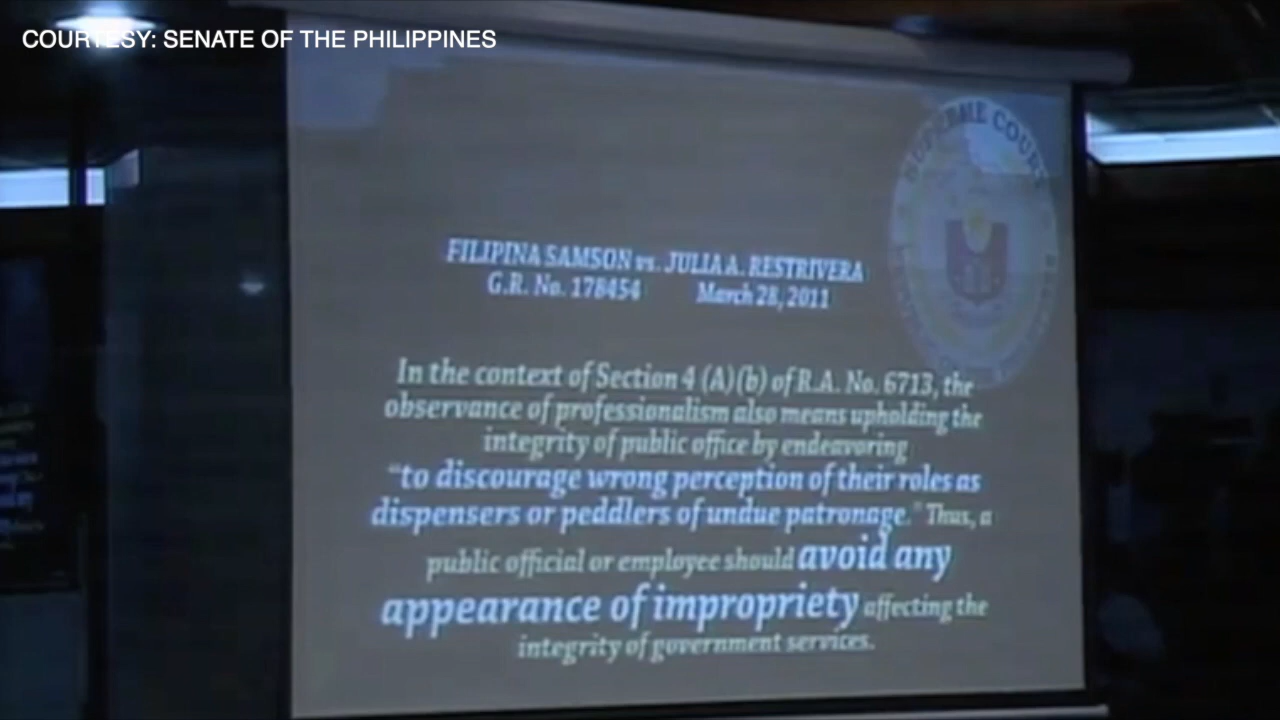 COURTESY: SENATE OF THE PHILIPPINES
SUPREME COURT
FILIPINA SAMSON vs. JULIA A. RESTRIVERA
G.R. No. 178454 March 28, 2011
In the context of Section 4 (A)(b) of R.A. No. 6713, the
observance of professionalism also means upholding the
integrity of public office by endeavoring
"to discourage wrong perception of their roles as
dispensers or peddlers of undue patronage." Thus, a
public official or employee should avoid any
appearance of impropriety affecting the
integrity of government services.